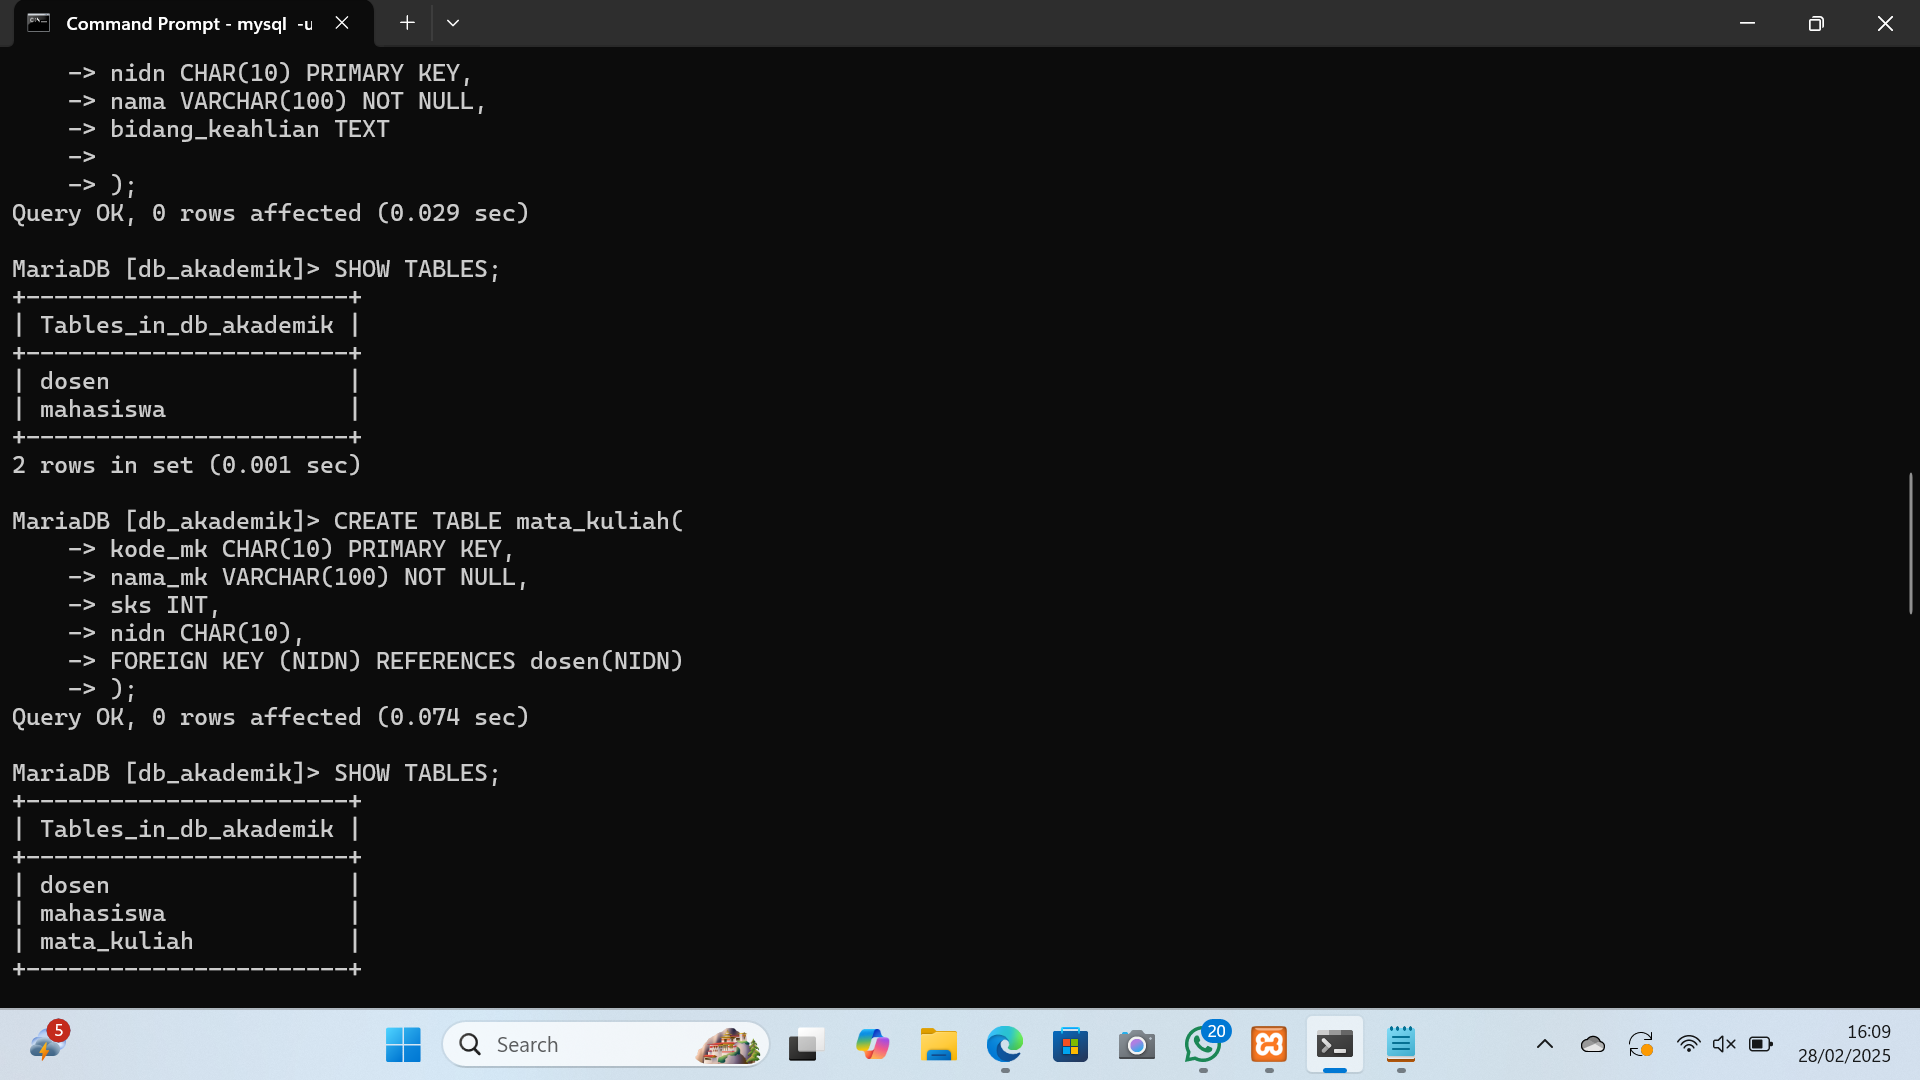 Command Prompt - mysql -u
-> nidn CHAR(10) PRIMARY KEY,
-> nama VARCHAR(100) NOT NULL,
-> bidang_keahlian TEXT
->
-> );
Query OK, 0 rows affected (0.029 sec)
MariaDB [db_akademik]> SHOW TABLES;
+-----------------------+
| Tables_in_db_akademik |
+-----------------------+
| dosen                 |
| mahasiswa             |
+-----------------------+
2 rows in set (0.001 sec)
MariaDB [db_akademik]> CREATE TABLE mata_kuliah(
-> kode_mk CHAR(10) PRIMARY KEY,
-> nama_mk VARCHAR(100) NOT NULL,
-> sks INT,
-> nidn CHAR(10),
-> FOREIGN KEY (NIDN) REFERENCES dosen(NIDN)
-> );
Query OK, 0 rows affected (0.074 sec)
MariaDB [db_akademik]> SHOW TABLES;
+-----------------------+
| Tables_in_db_akademik |
+-----------------------+
| dosen                 |
| mahasiswa             |
| mata_kuliah           |
+-----------------------+
5
Search
20
16:09
28/02/2025